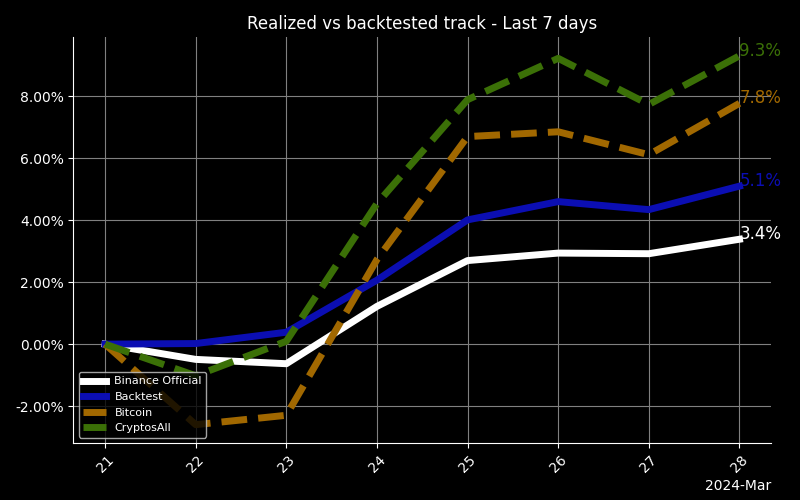 Realized vs backtested track - Last 7 days
9.3%
7.8%
5.1%
3.4%
8.00%
6.00%
4.00%
2.00%
0.00%
-2.00%
Binance Official
Backtest
Bitcoin
CryptosAll
21 22 23 24 25 26 27 28
2024-Mar